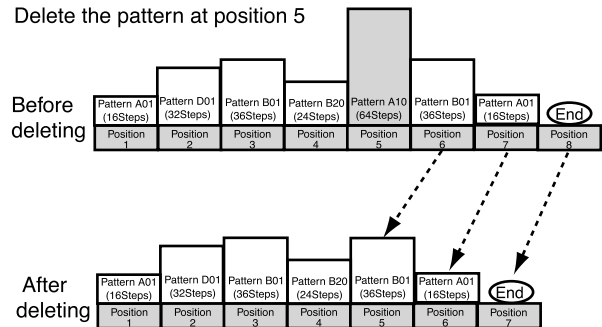 Delete the pattern at position 5
Before
deleting
Pattern A01
(16Steps)
Pattern D01
(32Steps)
Pattern B01
(36Steps)
Pattern B20
(24Steps)
Pattern A10
(64Steps)
Pattern B01
(36Steps)
Pattern A01
(16Steps)
End
Position
1
Position
2
Position
3
Position
4
Position
5
Position
6
Position
7
Position
8
After
deleting
Pattern A01
(16Steps)
Pattern D01
(32Steps)
Pattern B01
(36Steps)
Pattern B20
(24Steps)
Pattern B01
(36Steps)
Pattern A01
(16Steps)
End
Position
1
Position
2
Position
3
Position
4
Position
5
Position
6
Position
7